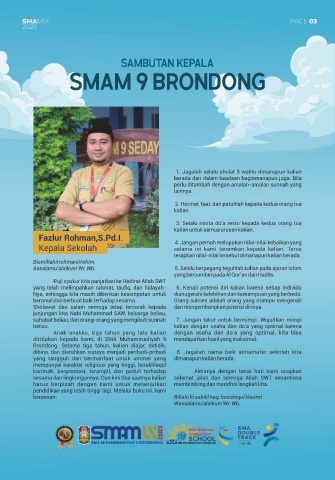 SMAMIX
2025
PAGE 03
SAMBUTAN KEPALA
SMAM 9 BRONDONG
M 9 SEDAY
Fazlur Rohman,S.Pd.I.
Kepala Sekolah
Bismillahirrohmanirrohim.
Assalamu'alaikum Wr. Wb.
Puji syukur kita panjatkan ke Hadirat Allah SWT
yang telah melimpahkan rahmat, taufiq, dan hidayah-
Nya, sehingga kita masih diberikan kesempatan untuk
beramal dan berbuat baik terhadap sesama.
Sholawat dan salam semoga tetap tercurah kepada
junjungan kita Nabi Muhammad SAW, keluarga beliau,
sahabat beliau, dan orang-orang yang mengikuti sunnah
beliau.
Anak anakku, tiga tahun yang lalu kalian
dititipkan kepada kami, di SMA Muhammadiyah 9
Brondong. Selama tiga tahun, kalian diajar, dididik,
dibina, dan diarahkan supaya menjadi pribadi-pribadi
yang tangguh dan bermanfaat untuk ummat yang
mempunyai karakter religious yang tinggi, berakhlaqul
karimah, berprestasi, terampil, dan peduli terhadap
sesama dan lingkungannya. Dan kini tiba saatnya kalian
harus berpisah dengan kami untuk melanjutkan
pendidikan yang lebih tinggi lagi. Melalui buku ini, kami
berpesan:
1. Jagalah selalu sholat 5 waktu dimanapun kalian
berada dan dalam keadaan bagaimanapun juga. Bila
perlu ditambah dengan amalan-amalan sunnah yang
lainnya.
2. Hormat, taat, dan patuhlah kepada kedua orang tua
kalian.
3. Selalu minta do'a restu kepada kedua orang tua
kalian untuk semua urusan kalian.
4. Jangan pernah melupakan nilai-nilai kebaikan yang
selama ini kami tanamkan kepada kalian. Terus
terapkan nilai-nilai tersebut dimanapun kalian berada.
5. Selalu berpegang teguhlah kalian pada ajaran Islam
yang bersumber pada Al Qur'an dan Hadits.
6. Kenali potensi diri kalian karena setiap individu
dianugerahi kelebihan dan kemampuan yang berbeda.
Orang sukses adalah orang yang mampu mengenali
dan mengembangkan potensi dirinya.
7. Jangan takut untuk bermimpi. Wujudkan mimpi
kalian dengan usaha dan do'a yang optimal karena
dengan usaha dan do'a yang optimal, kita bisa
mendapatkan hasil yang maksimal.
8. Jagalah nama baik almamater sekolah kita
dimanapun kalian berada.
Akhirnya dengan berat hati kami ucapkan
selamat jalan dan semoga Allah SWT senantiasa
membimbing dan meridhoi langkah kita.
Billahi fii sabilil haq, fastabiqul khoirot
Wassalamu'alaikum Wr. Wb.
SMAM
SMA MUHAMMADIYAH 9 BRONDONG
SCHOOL
SMA
DOUBLE
TRACK